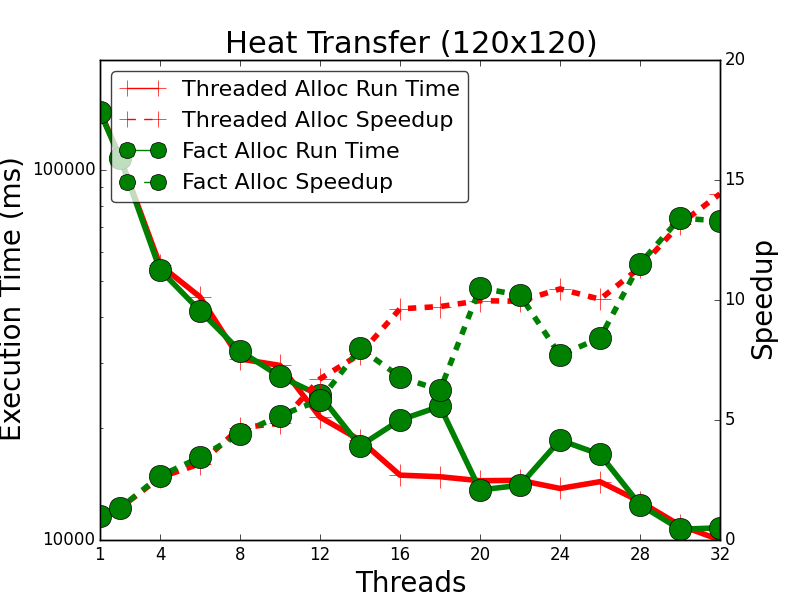 Heat Transfer (120x120)
Threaded Alloc Run Time
Threaded Alloc Speedup
Fact Alloc Run Time
Fact Alloc Speedup
Execution Time (ms)
100000
10000
20
15
10
5
0
Speedup
1 4 8 12 16 20 24 28 32
Threads